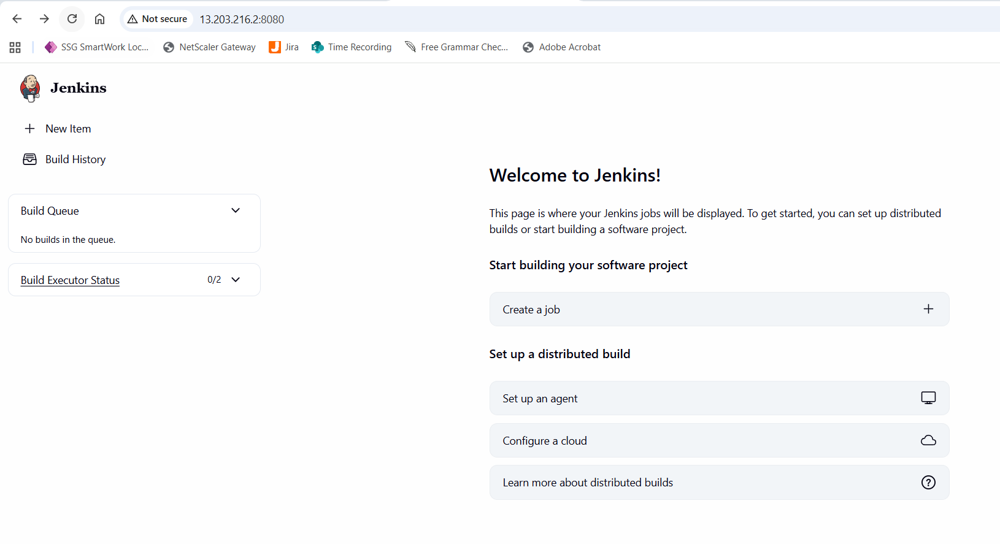 Not secure
13.203.216.2:8080
SSG SmartWork Loc...
NetScaler Gateway
Jira
Time Recording
Free Grammar Chec...
Adobe Acrobat
Jenkins
New Item
Build History
Build Queue
No builds in the queue.
Build Executor Status
0/2
Welcome to Jenkins!
This page is where your Jenkins jobs will be displayed. To get started, you can set up distributed
builds or start building a software project.
Start building your software project
Create a job
Set up a distributed build
Set up an agent
Configure a cloud
Learn more about distributed builds